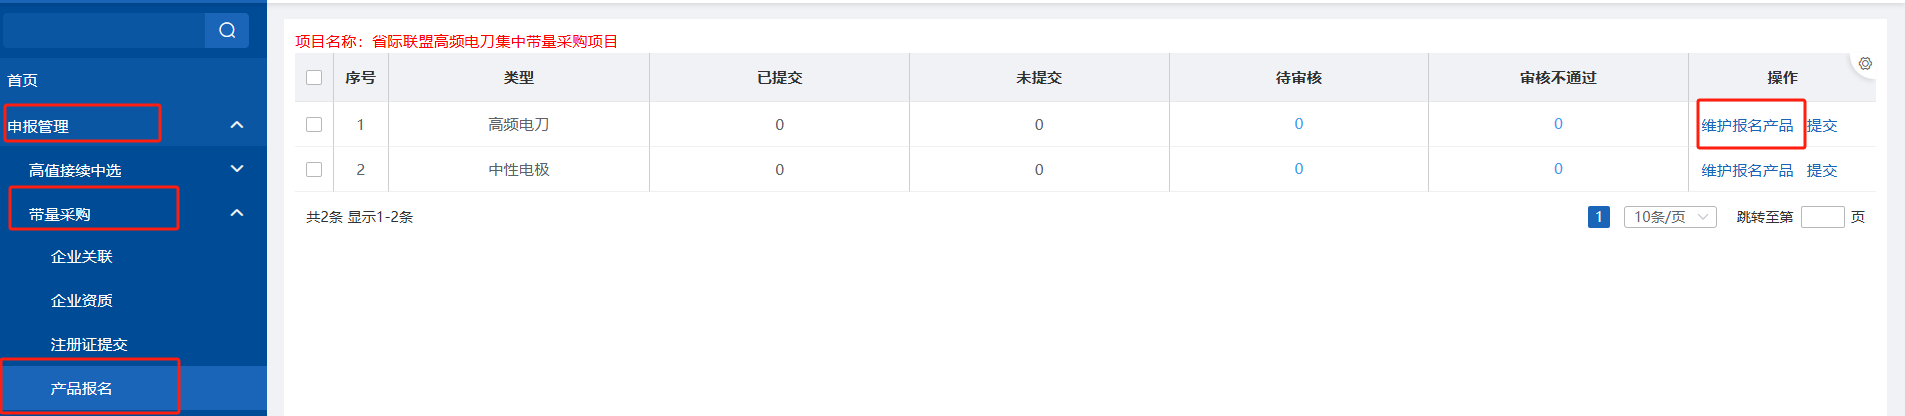 项目名称：省际联盟高频电刀集中带量采购项目
首页
申报管理
高值接续中选
带量采购
企业关联
企业资质
注册证提交
产品报名
序号 类型 已提交 未提交 待审核 审核不通过 操作
1 高频电刀 0 0 0 0 维护报名产品 提交
2 中性电极 0 0 0 0 维护报名产品 提交
共2条 显示1-2条 1 10条/页 跳转至第 页